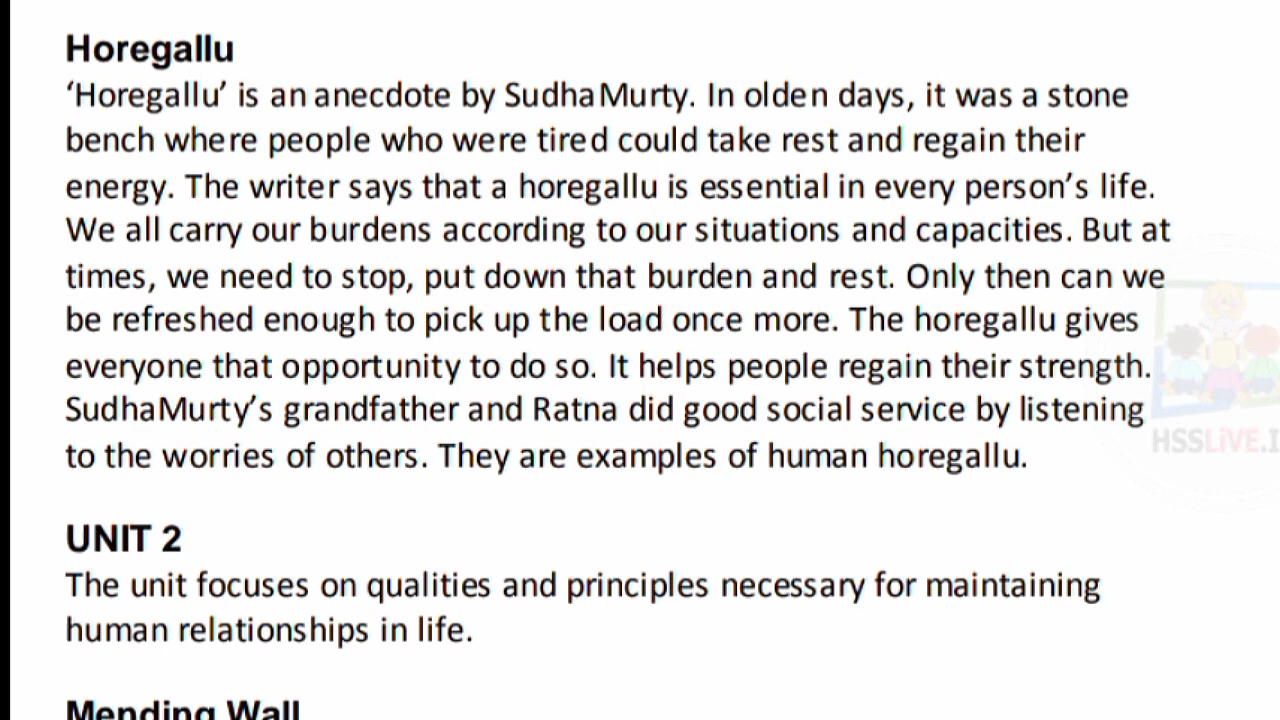 Horegallu
‘Horegallu’ is an anecdote by SudhaMurty. In olden days, it was a stone
bench where people who were tired could take rest and regain their
energy. The writer says that a horegallu is essential in every person’s life.
We all carry our burdens according to our situations and capacities. But at
times, we need to stop, put down that burden and rest. Only then can we
be refreshed enough to pick up the load once more. The horegallu gives
everyone that opportunity to do so. It helps people regain their strength.
SudhaMurty’s grandfather and Ratna did good social service by listening
to the worries of others. They are examples of human horegallu.
HSSLiVE.I
UNIT 2
The unit focuses on qualities and principles necessary for maintaining
human relationships in life.
Mending Wall